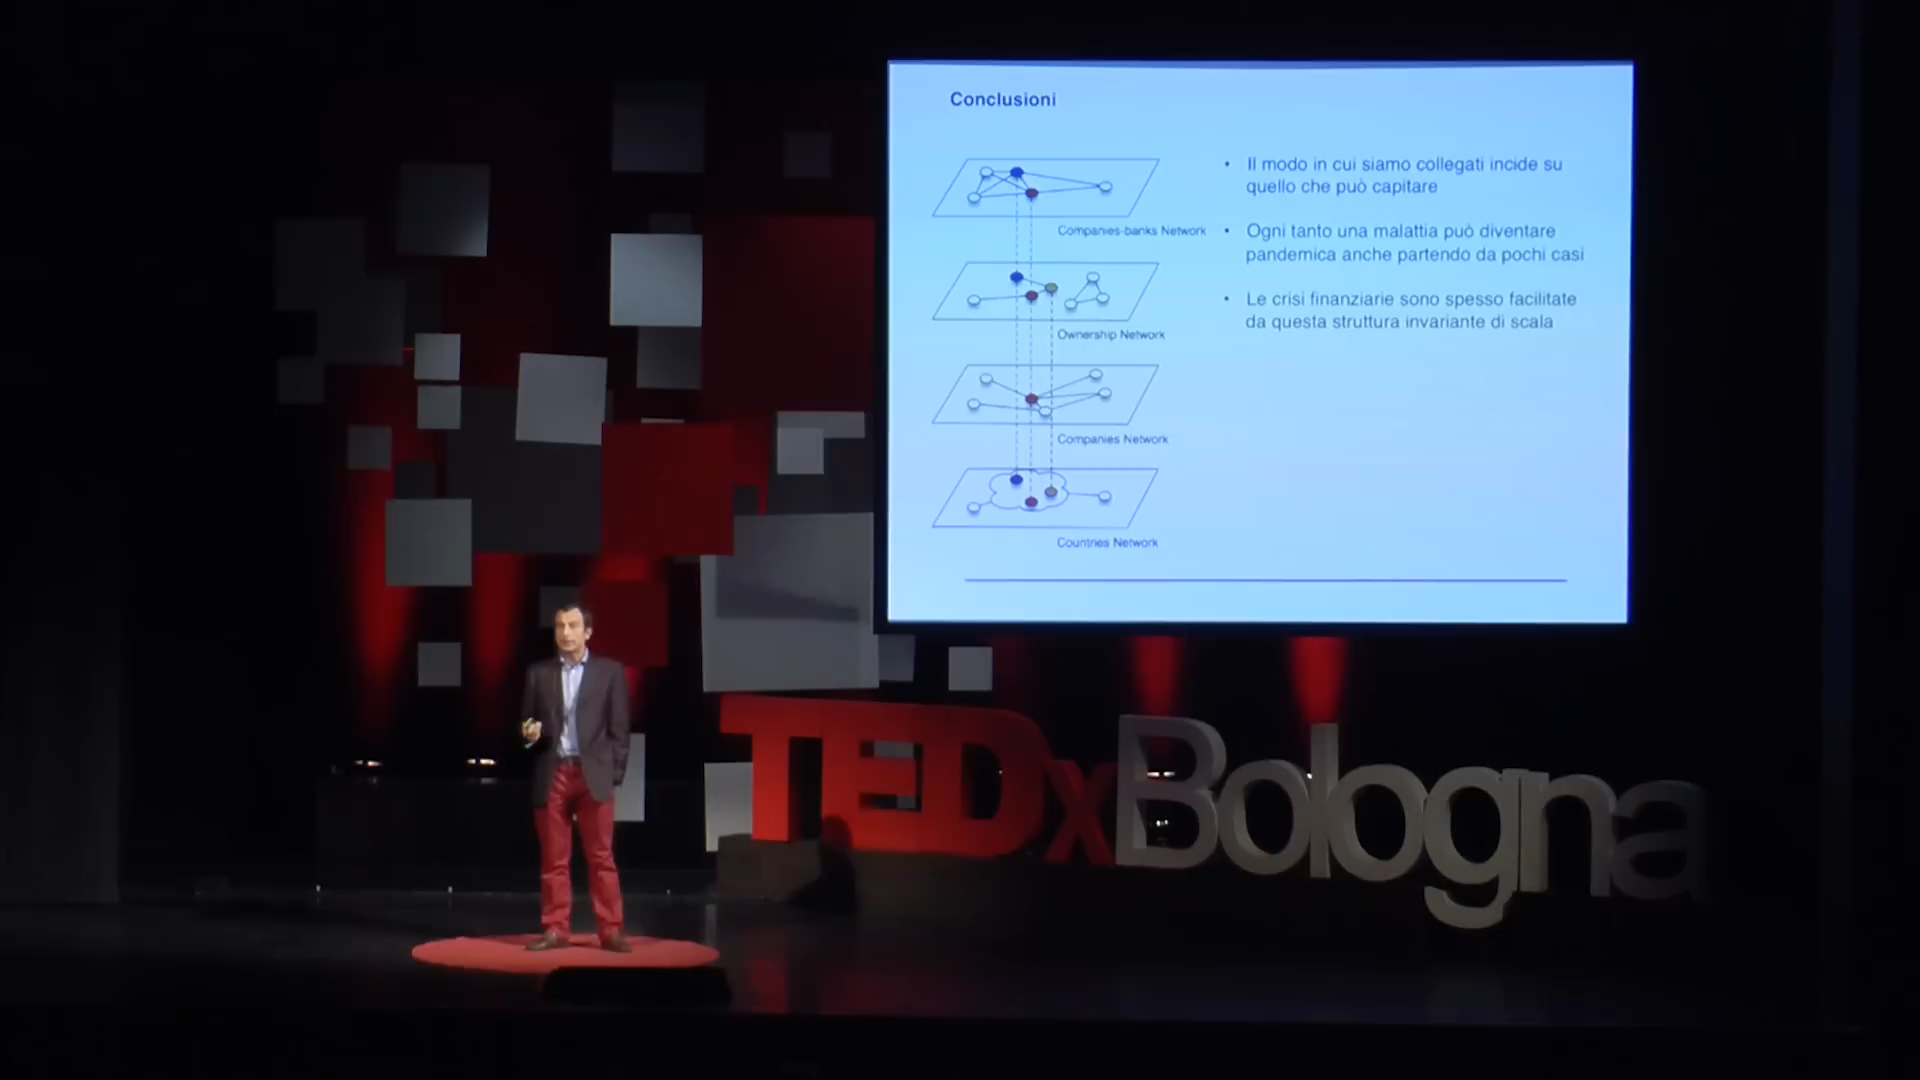 Conclusioni
Companies-banks Network
Ownership Network
Companies Network
Countries Network
• Il modo in cui siamo collegati incide su
quello che può capitare
• Ogni tanto una malattia può diventare
pandemica anche partendo da pochi casi
• Le crisi finanziarie sono spesso facilitate
da questa struttura invariante di scala
TEDxBologna